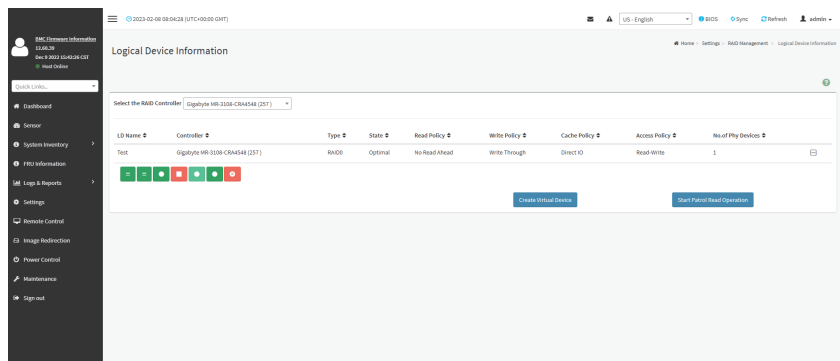 2023-02-08 08:04:28 (UTC+00:00 GMT)
US - English
BIOS
Sync
Refresh
admin
BMC Firmware Information
12.60.39
Dec 9 2022 15:43:26 CST
Host Online
Quick Links...
Dashboard
Sensor
System Inventory
FRU Information
Logs & Reports
Settings
Remote Control
Image Redirection
Power Control
Maintenance
Sign out
Logical Device Information
Home > Settings > RAID Management > Logical Device Information
Select the RAID Controller Gigabyte MR-3108-CRA4548 (257 )
LD Name Controller Type State Read Policy Write Policy Cache Policy Access Policy No.of Phy Devices
Test Gigabyte MR-3108-CRA4548 (257 ) RAID0 Optimal No Read Ahead Write Through Direct IO Read-Write 1
Create Virtual Device Start Patrol Read Operation